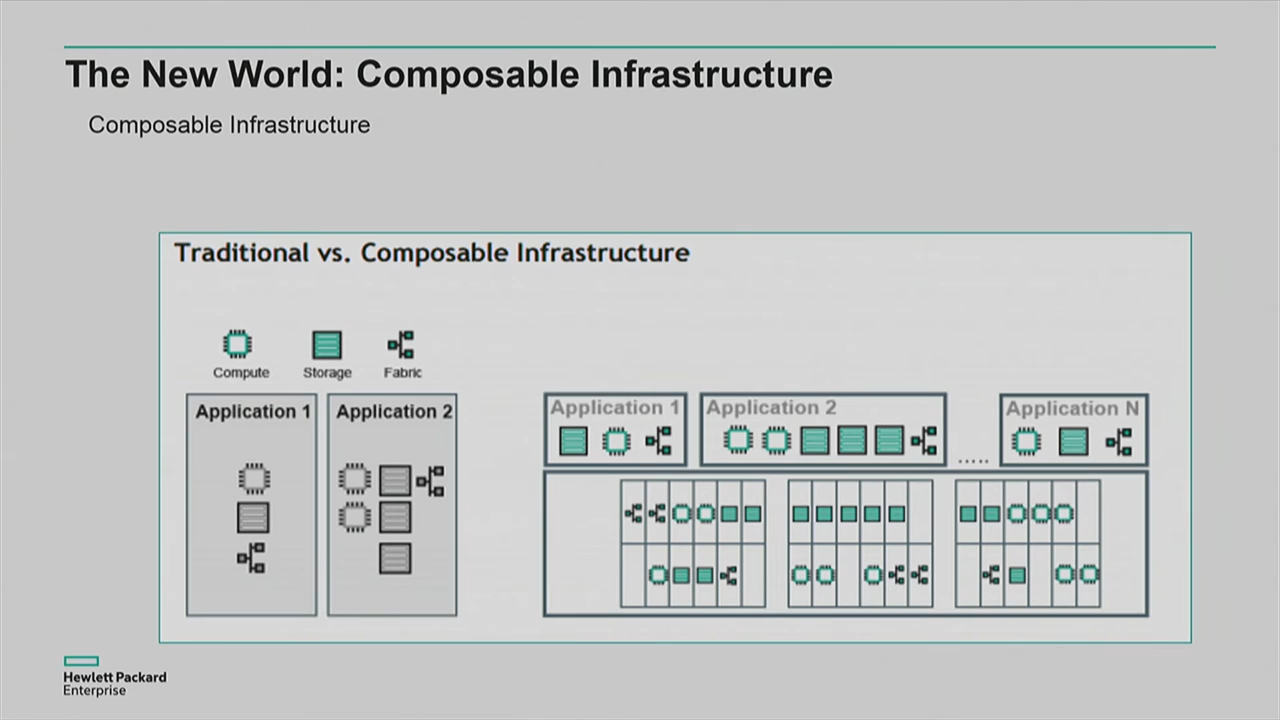 The New World: Composable Infrastructure
Composable Infrastructure
Traditional vs. Composable Infrastructure
Compute Storage Fabric
Application 1 Application 2
Application 1 Application 2 ..... Application N
Hewlett Packard
Enterprise